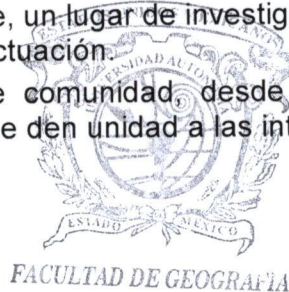 e, un lugar de investig
ctuación.
e comunidad, desde
e den unidad a las int
ESTADO MEXICO
FACULTAD DE GEOGRAFIA